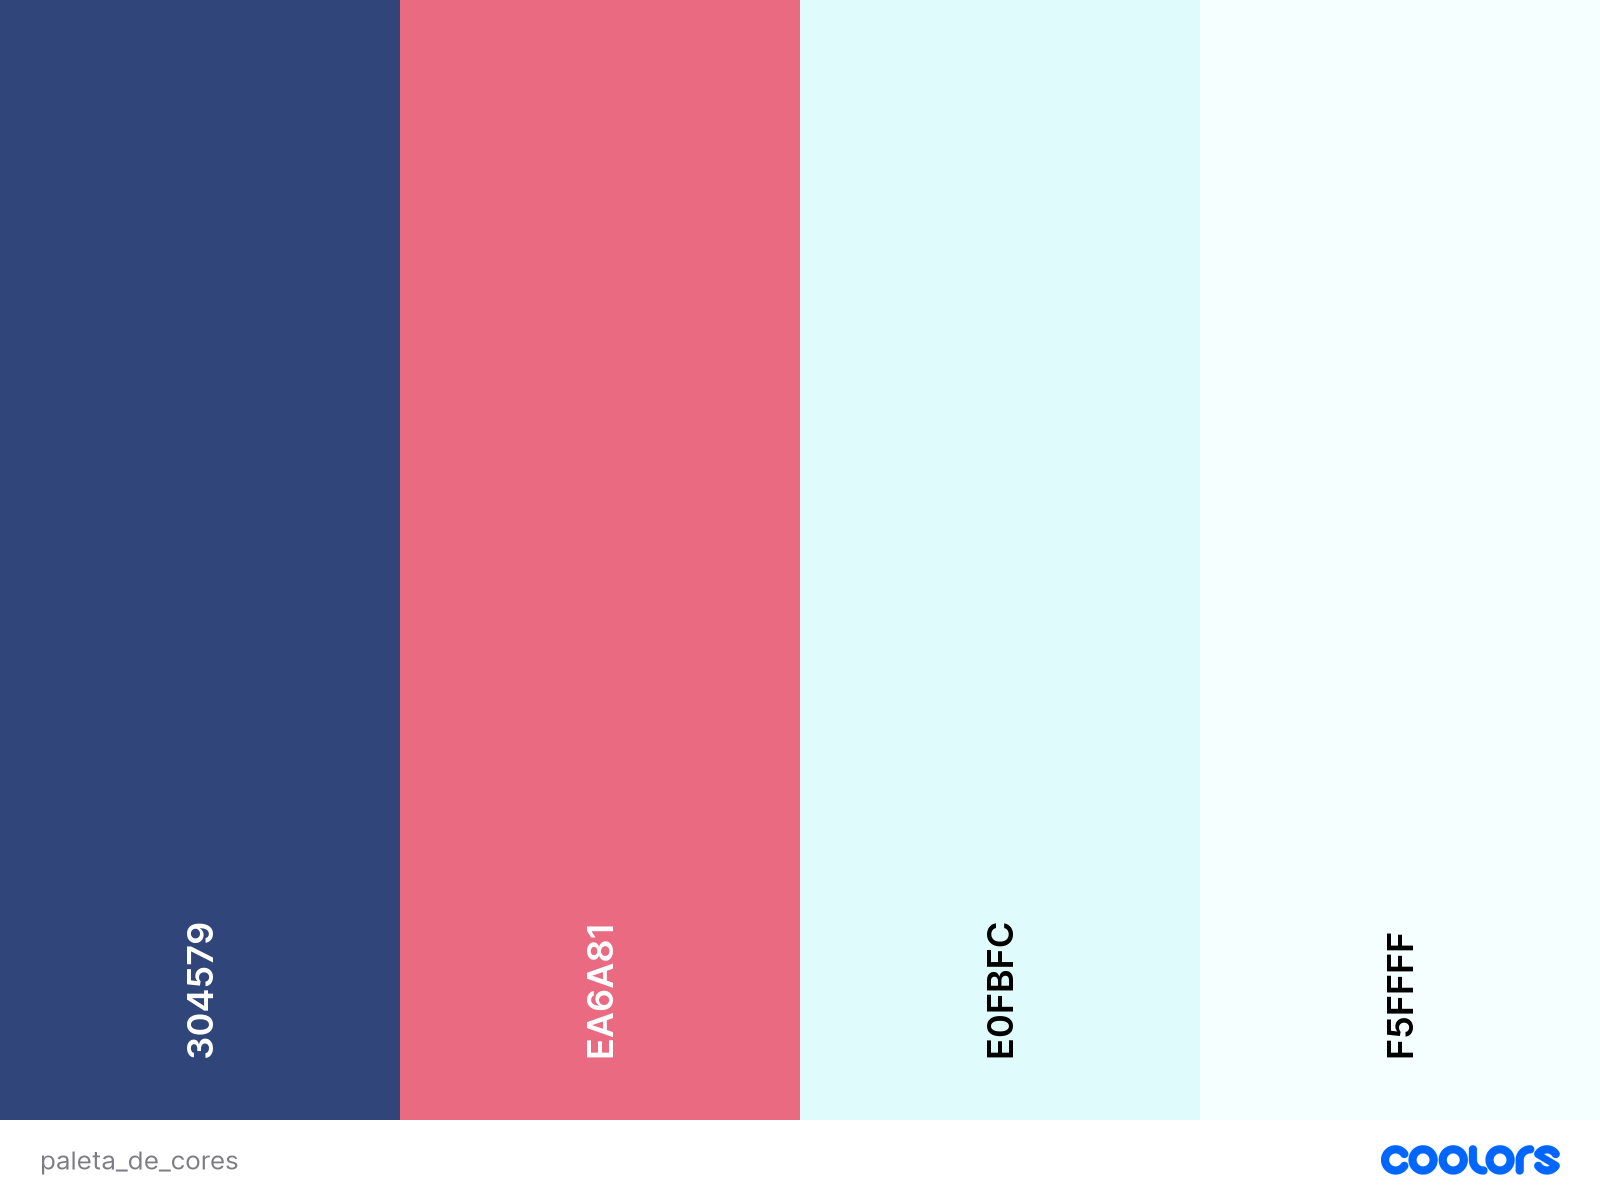 304579
EA6A81
E0FBFC
F5FFFF
paleta_de_cores
coolors